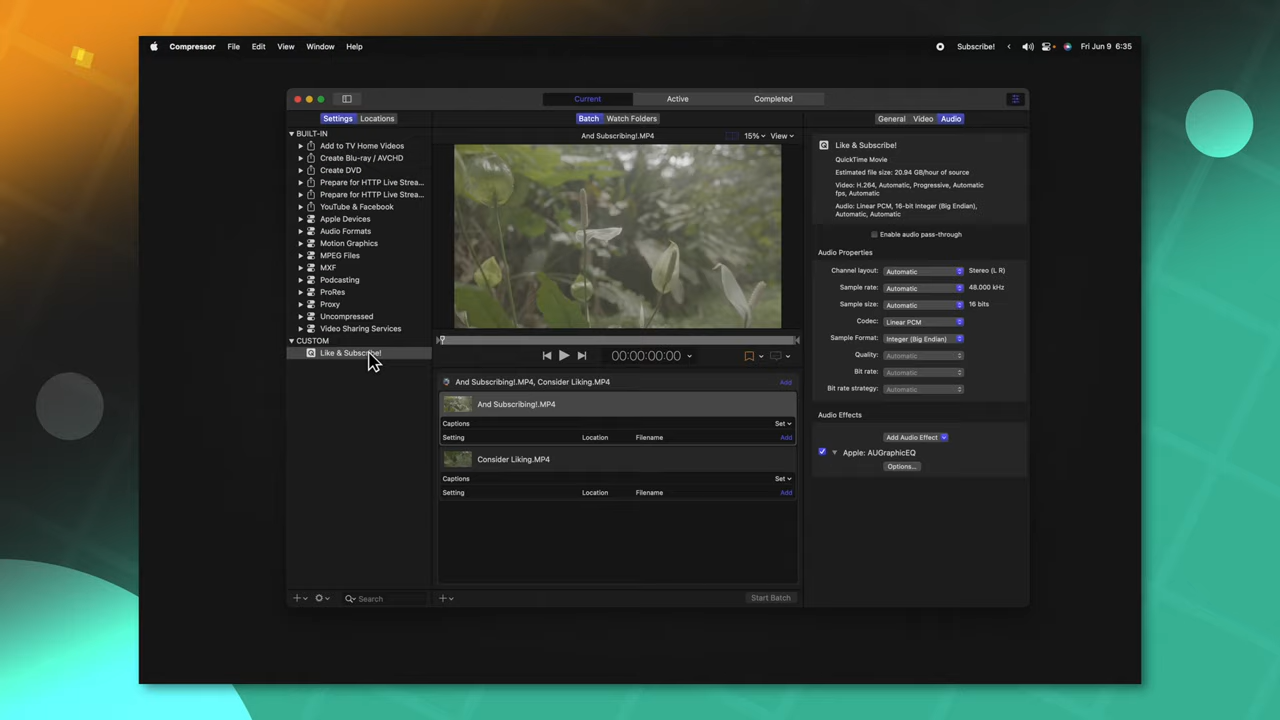 Compressor File Edit View Window Help
Subscribe! Fri Jun 9 6:35
Current Active Completed
Settings Locations
Batch Watch Folders
General Video Audio
BUILT-IN
Add to TV Home Videos
Create Blu-ray / AVCHD
Create DVD
Prepare for HTTP Live Strea...
Prepare for HTTP Live Strea...
YouTube & Facebook
Apple Devices
Audio Formats
Motion Graphics
MPEG Files
MXF
Podcasting
ProRes
Proxy
Uncompressed
Video Sharing Services
CUSTOM
Like & Subscribe!
Search
And Subscribing!.MP4
15% View
00:00:00:00
And Subscribing!.MP4, Consider Liking.MP4 Add
And Subscribing!.MP4
Captions Set
Setting Location Filename Add
Consider Liking.MP4
Captions Set
Setting Location Filename Add
Start Batch
Like & Subscribe!
QuickTime Movie
Estimated file size: 20.94 GB/hour of source
Video: H.264, Automatic, Progressive, Automatic
fps, Automatic
Audio: Linear PCM, 16-bit Integer (Big Endian),
Automatic, Automatic
Enable audio pass-through
Audio Properties
Channel layout: Automatic Stereo (L R)
Sample rate: Automatic 48.000 kHz
Sample size: Automatic 16 bits
Codec: Linear PCM
Sample Format: Integer (Big Endian)
Quality: Automatic
Bit rate: Automatic
Bit rate strategy: Automatic
Audio Effects
Add Audio Effect
Apple: AUGraphicEQ
Options...